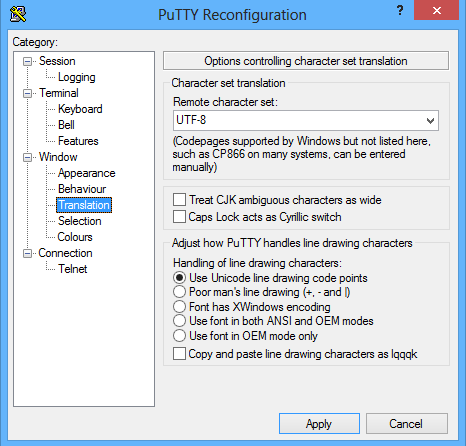 PuTTY Reconfiguration
?
Category:
Session
Logging
Terminal
Keyboard
Bell
Features
Window
Appearance
Behaviour
Translation
Selection
Colours
Connection
Telnet
Options controlling character set translation
Character set translation
Remote character set:
UTF-8
(Codepages supported by Windows but not listed here,
such as CP866 on many systems, can be entered
manually)
Treat CJK ambiguous characters as wide
Caps Lock acts as Cyrillic switch
Adjust how PuTTY handles line drawing characters
Handling of line drawing characters:
Use Unicode line drawing code points
Poor man's line drawing (+, - and |)
Font has XWindows encoding
Use font in both ANSI and OEM modes
Use font in OEM mode only
Copy and paste line drawing characters as lqqqk
Apply
Cancel